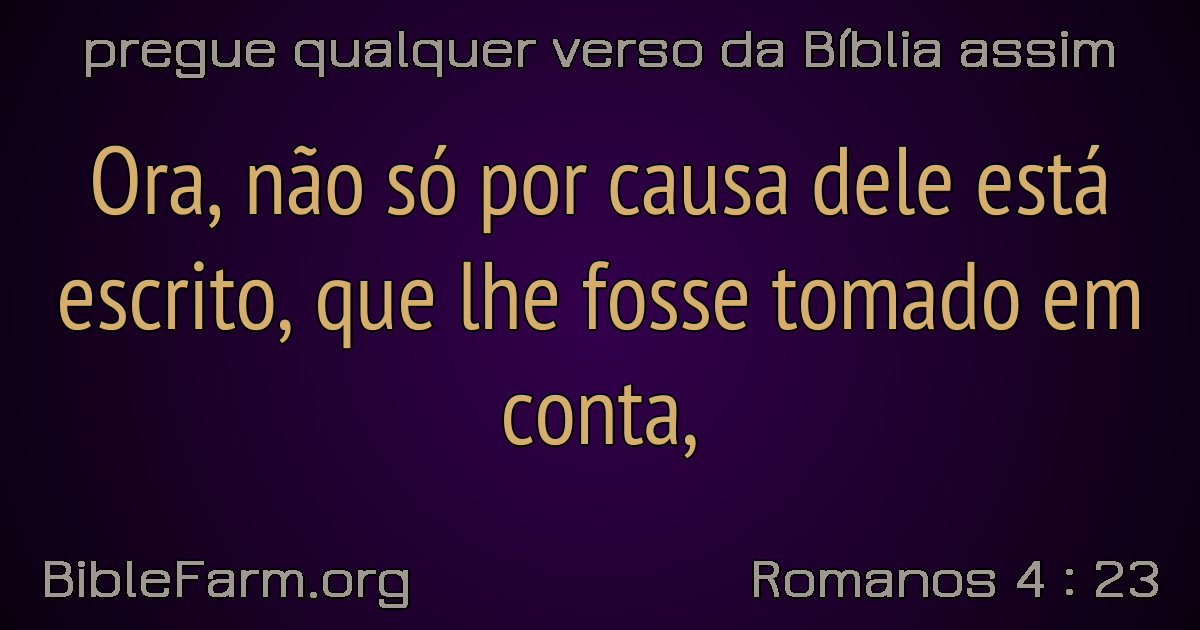 pregue qualquer verso da Bíblia assim
Ora, não só por causa dele está
escrito, que lhe fosse tomado em
conta,
BibleFarm.org
Romanos 4 : 23